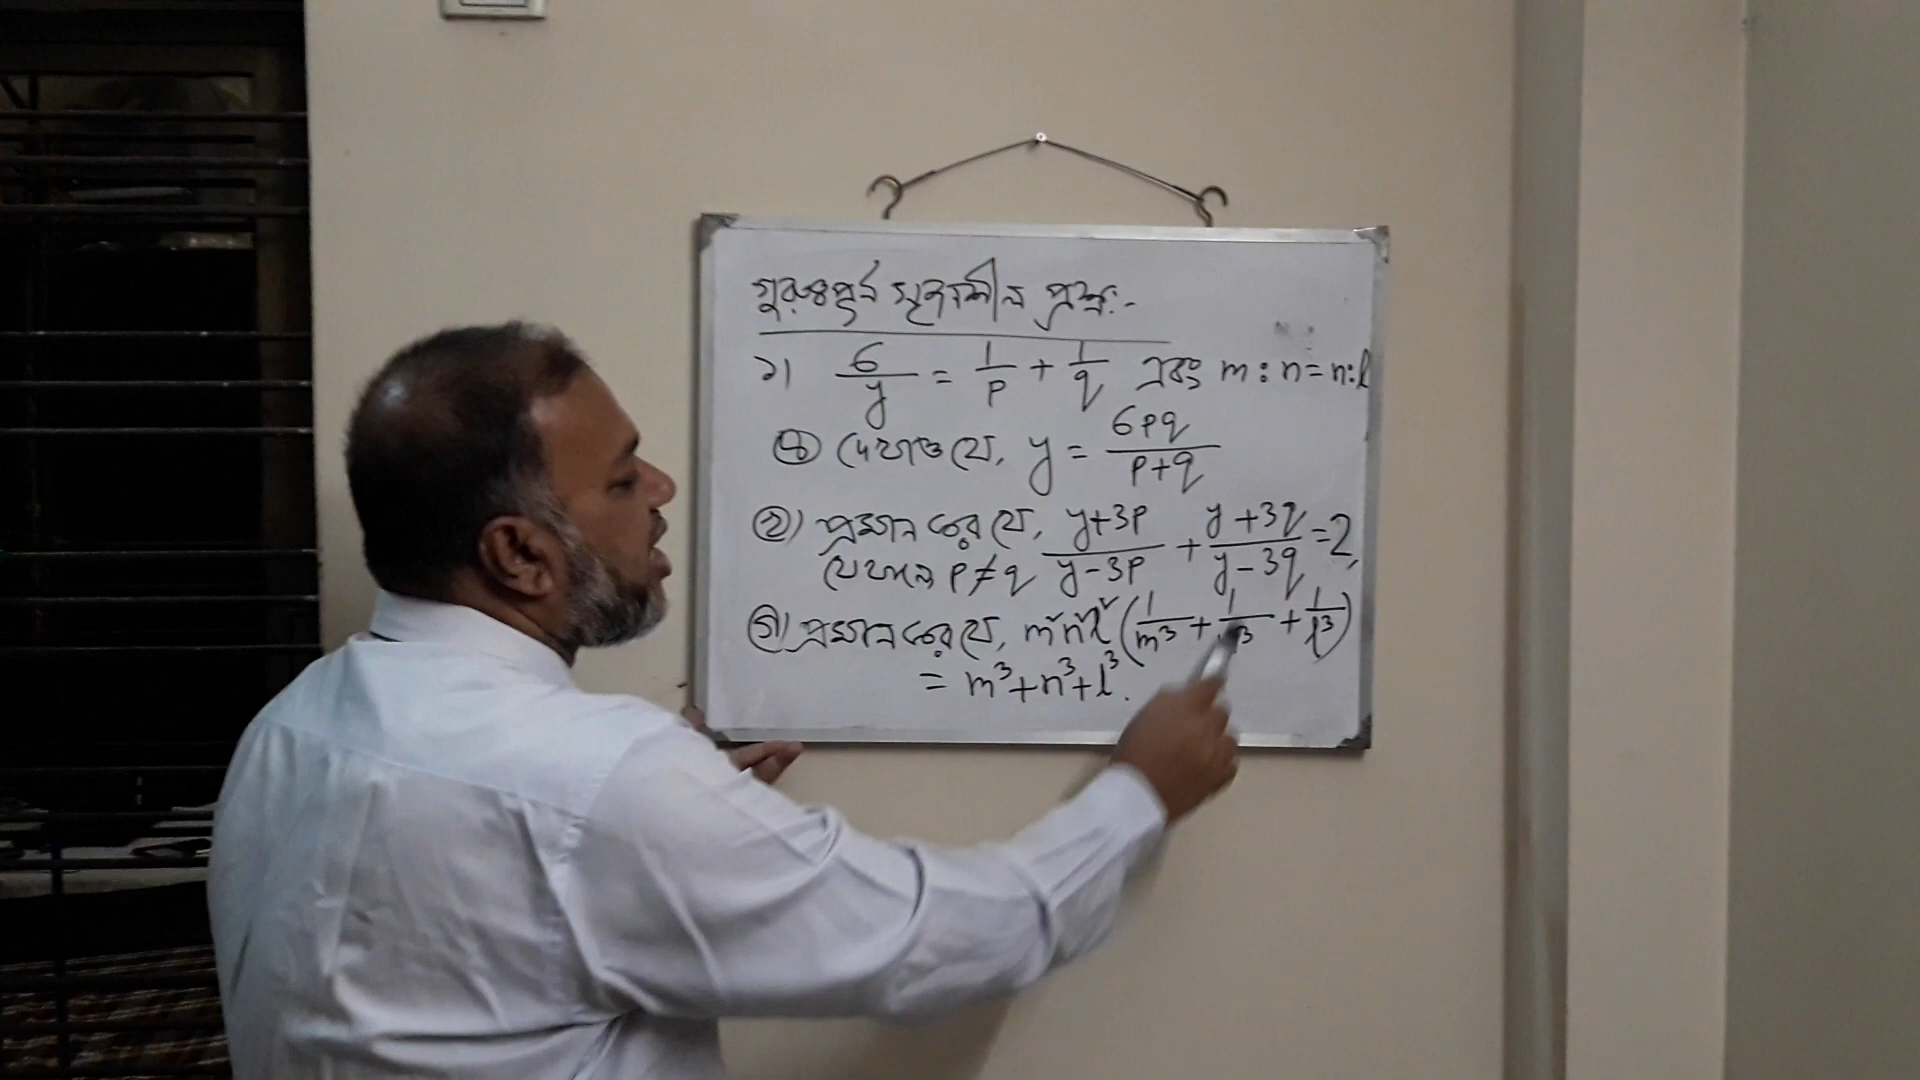 গুরুত্বপূর্ণ সৃজনশীল প্রশ্ন:-
১) 6/y = 1/p + 1/q এবং m : n = n : l
ক) দেখাও যে, y = 6pq/(p+q)
খ) প্রমাণ কর যে, (y+3p)/(y-3p) + (y+3q)/(y-3q) = 2,
যেখানে p ≠ q
গ) প্রমাণ কর যে, m²n²l² (1/m³ + 1/ ³ + 1/l³)
= m³ + n³ + l³.